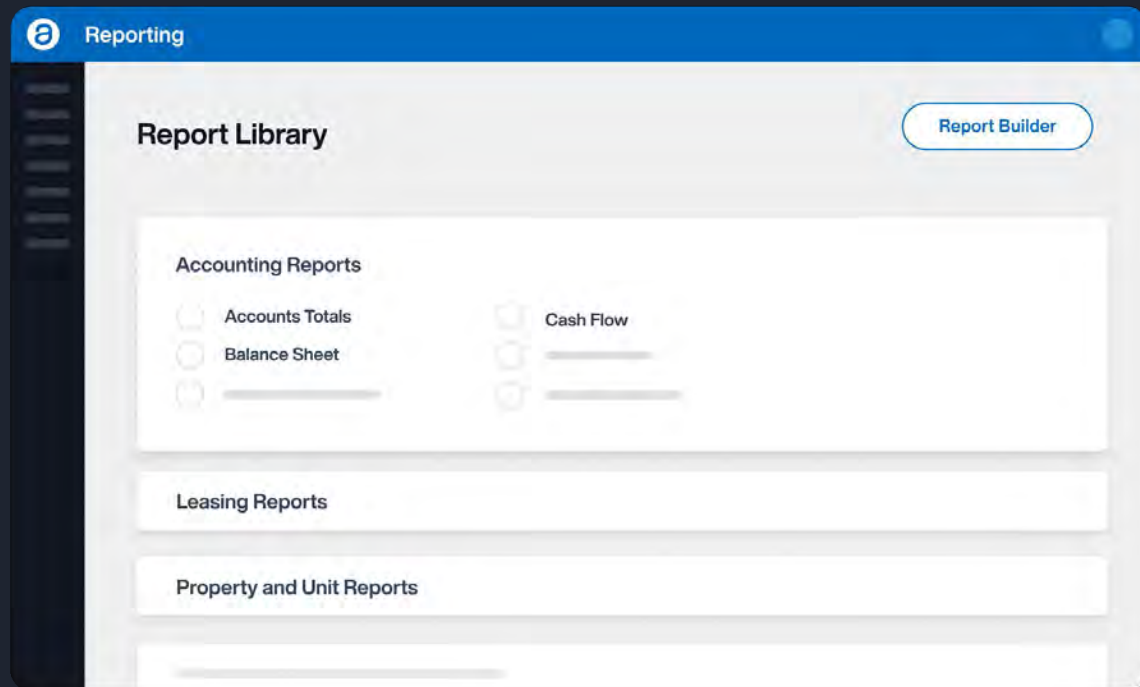 a Reporting
Report Library
Report Builder
Accounting Reports
Accounts Totals
Balance Sheet
Cash Flow
Leasing Reports
Property and Unit Reports